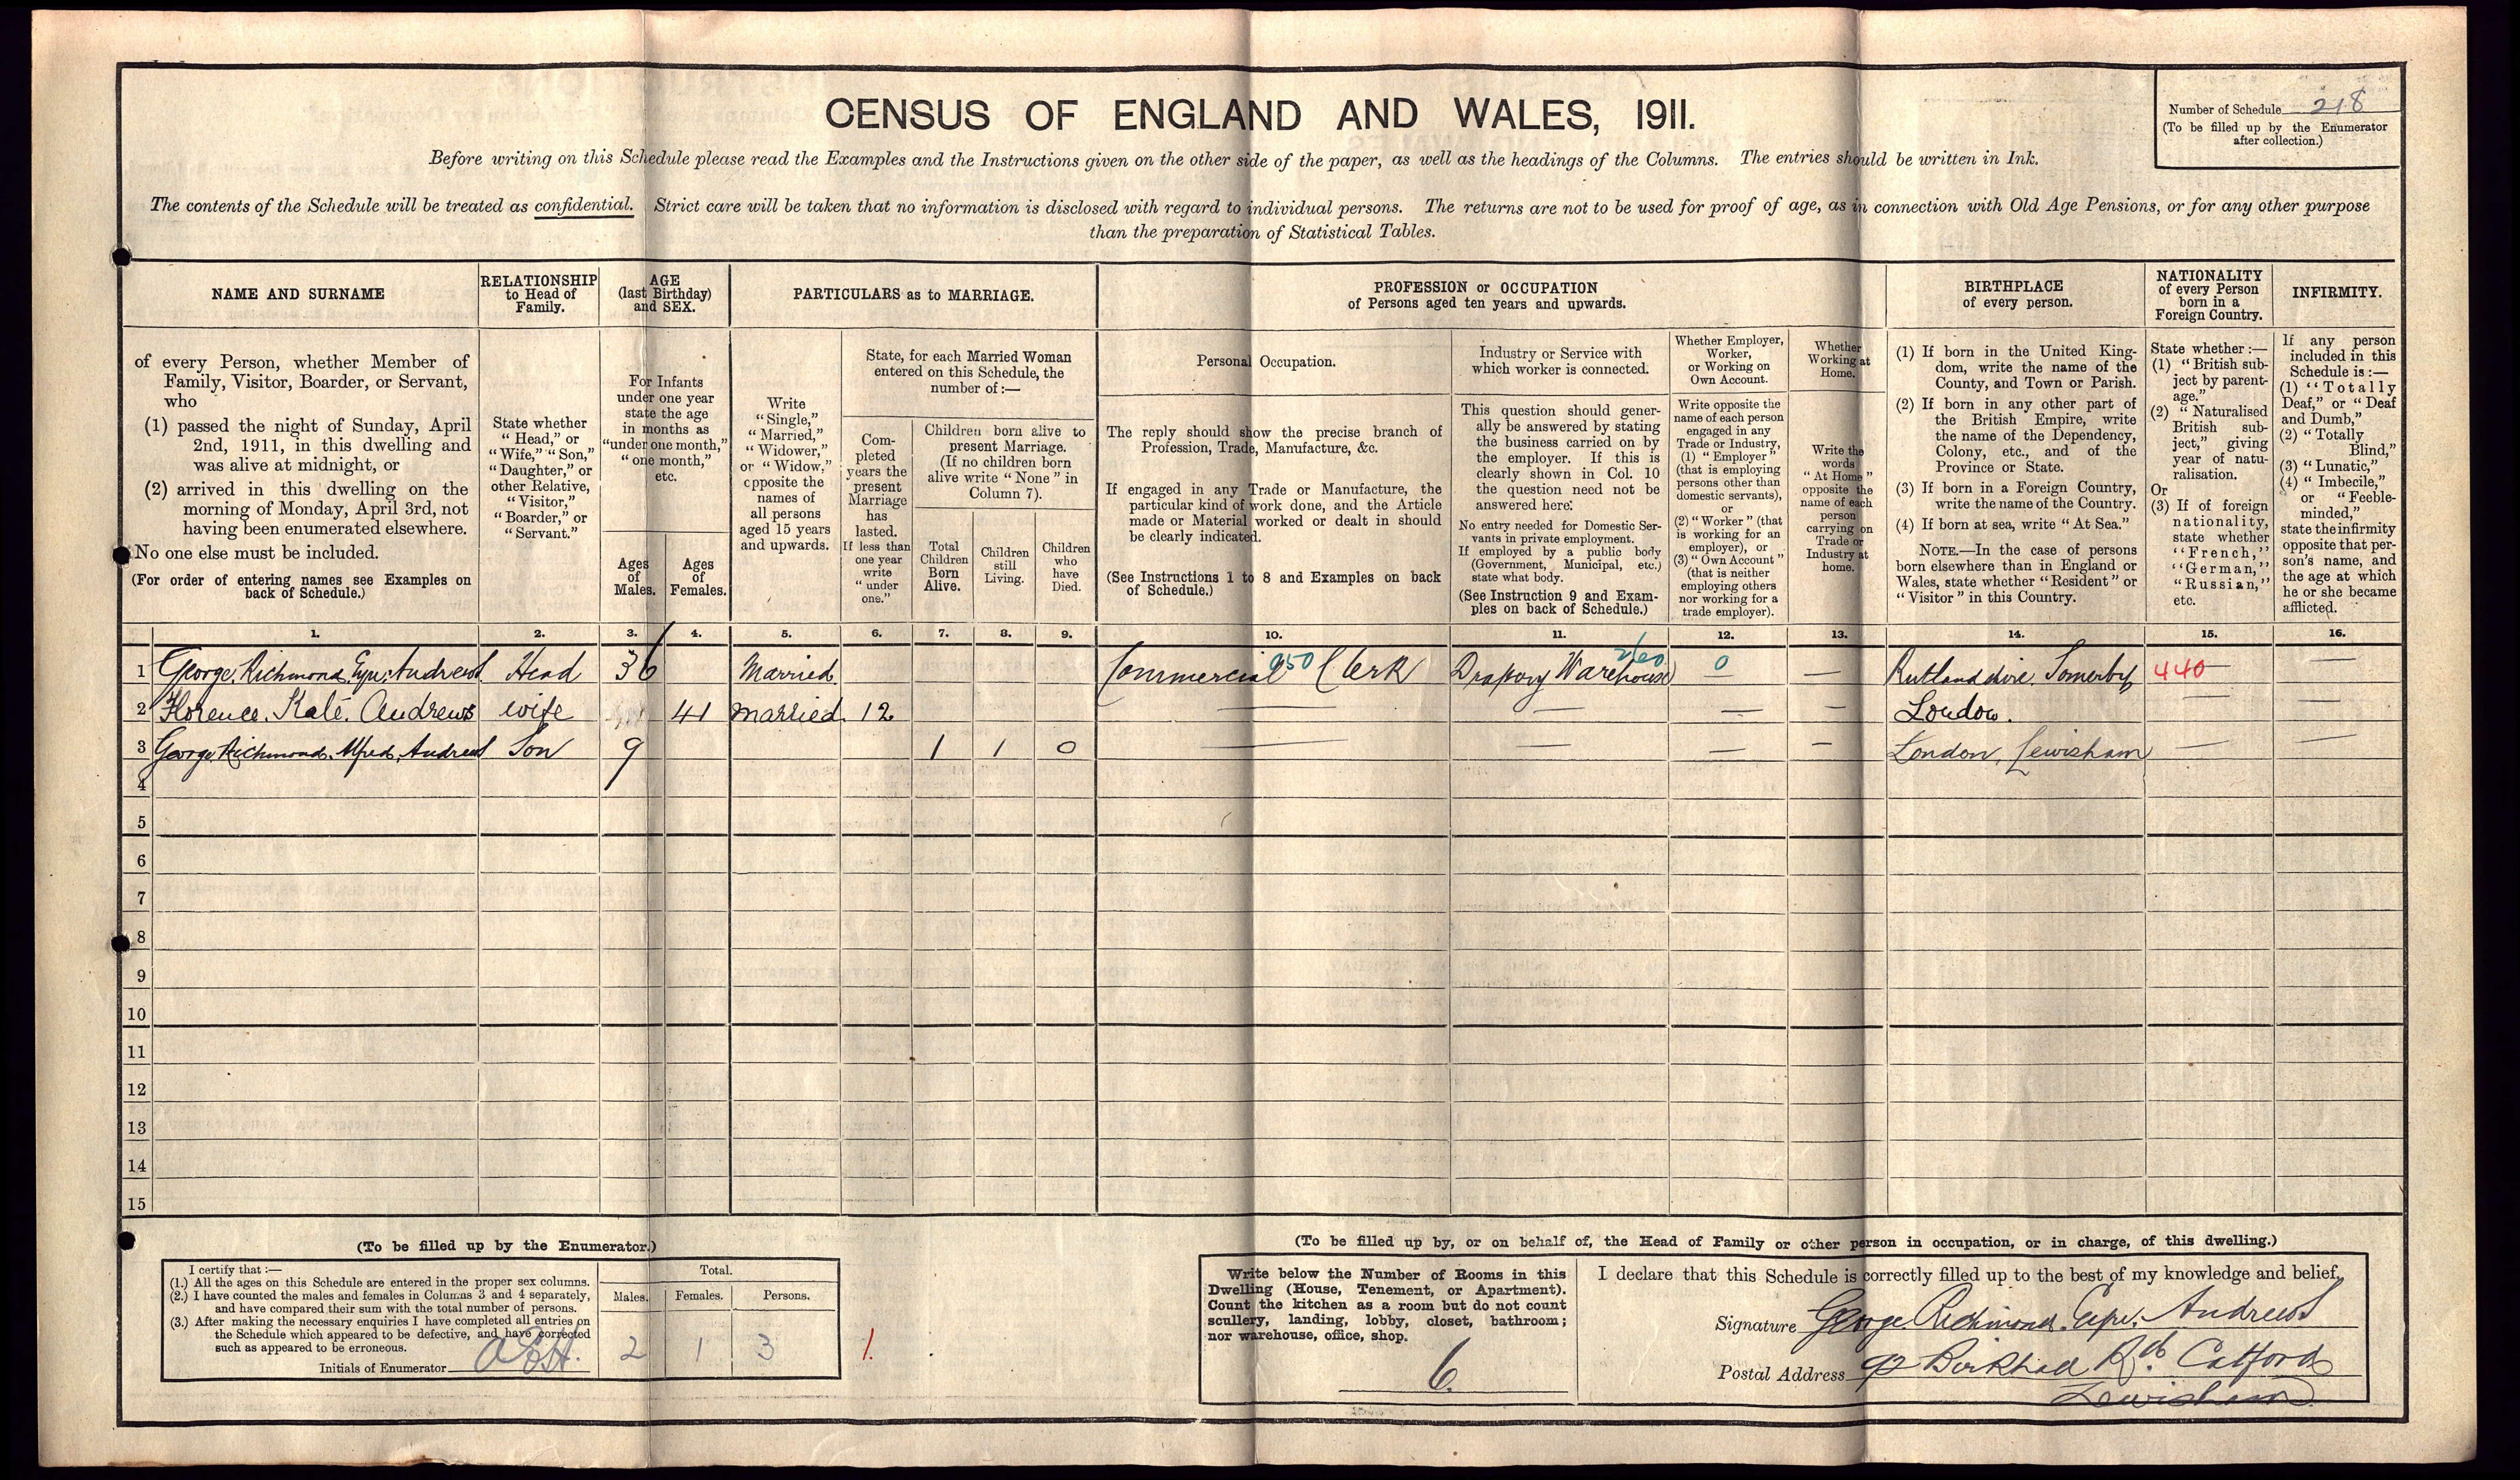 CENSUS OF ENGLAND AND WALES, 1911.
Number of Schedule 218
(To be filled up by the Enumerator
after collection.)
Before writing on this Schedule please read the Examples and the Instructions given on the other side of the paper, as well as the headings of the Columns. The entries should be written in Ink.
The contents of the Schedule will be treated as confidential. Strict care will be taken that no information is disclosed with regard to individual persons. The returns are not to be used for proof of age, as in connection with Old Age Pensions, or for any other purpose
than the preparation of Statistical Tables.
NAME AND SURNAME
of every Person, whether Member of
Family, Visitor, Boarder, or Servant,
who
(1) passed the night of Sunday, April
2nd, 1911, in this dwelling and
was alive at midnight, or
(2) arrived in this dwelling on the
morning of Monday, April 3rd, not
having been enumerated elsewhere.
No one else must be included.
(For order of entering names see Examples on
back of Schedule.)
RELATIONSHIP
to Head of
Family.
State whether
"Head," or
"Wife," "Son,"
"Daughter," or
other Relative,
"Visitor,"
"Boarder," or
"Servant."
AGE
(last Birthday)
and SEX.
For Infants
under one year
state the age
in months as
"under one month,"
"one month,"
etc.
Ages
of
Males.
Ages
of
Females.
PARTICULARS as to MARRIAGE.
Write
"Single,"
"Married,"
"Widower,"
or "Widow,"
opposite the
names of
all persons
aged 15 years
and upwards.
State, for each Married Woman
entered on this Schedule, the
number of:—
Com-
pleted
years the
present
Marriage
has
lasted.
If less than
one year
write
"under
one."
Children born alive to
present Marriage.
(If no children born
alive write "None" in
Column 7).
Total
Children
Born
Alive.
Children
still
Living.
Children
who
have
Died.
PROFESSION or OCCUPATION
of Persons aged ten years and upwards.
Personal Occupation.
The reply should show the precise branch of
Profession, Trade, Manufacture, &c.
If engaged in any Trade or Manufacture, the
particular kind of work done, and the Article
made or Material worked or dealt in should
be clearly indicated.
(See Instructions 1 to 8 and Examples on back
of Schedule.)
Industry or Service with
which worker is connected.
This question should gener-
ally be answered by stating
the business carried on by
the employer. If this is
clearly shown in Col. 10
the question need not be
answered here.
No entry needed for Domestic Ser-
vants in private employment.
If employed by a public body
(Government, Municipal, etc.)
state what body.
(See Instruction 9 and Exam-
ples on back of Schedule.)
Whether Employer,
Worker,
or Working on
Own Account.
Write opposite the
name of each person
engaged in any
Trade or Industry,
(1) "Employer"
(that is employing
persons other than
domestic servants),
or
(2) "Worker" (that
is working for an
employer), or
(3) "Own Account"
(that is neither
employing others
nor working for a
trade employer).
Whether
Working at
Home.
Write the
words
"At Home"
opposite the
name of each
person
carrying on
Trade or
Industry at
home.
BIRTHPLACE
of every person.
(1) If born in the United King-
dom, write the name of the
County, and Town or Parish.
(2) If born in any other part of
the British Empire, write
the name of the Dependency,
Colony, etc., and of the
Province or State.
(3) If born in a Foreign Country,
write the name of the Country.
(4) If born at sea, write "At Sea."
NOTE.—In the case of persons
born elsewhere than in England or
Wales, state whether "Resident" or
"Visitor" in this Country.
NATIONALITY
of every Person
born in a
Foreign Country.
State whether:—
(1) "British sub-
ject by parent-
age."
(2) "Naturalised
British sub-
ject," giving
year of natu-
ralisation.
Or
(3) If of foreign
nationality,
state whether
"French,"
"German,"
"Russian,"
etc.
INFIRMITY.
If any person
included in this
Schedule is:—
(1) "Totally
Deaf," or "Deaf
and Dumb,"
(2) "Totally
Blind,"
(3) "Lunatic,"
(4) "Imbecile,"
or "Feeble-
minded,"
state the infirmity
opposite that per-
son's name, and
the age at which
he or she became
afflicted.
1. 2. 3. 4. 5. 6. 7. 8. 9. 10. 11. 12. 13. 14. 15. 16.
1 George Richmond Andrews Head 36 Married Commercial 950 Clerk Drapery Warehouse 260 0 — — Rutlandshire Somerby 440 — —
2 Florence. Kate. Andrews wife 41 Married 12 — — — — London. — —
3 George Richmond. Alfred. Andrews Son 9 1 1 0 — — — — London, Lewisham — —
4
5
6
7
8
9
10
11
12
13
14
15
(To be filled up by the Enumerator.)
I certify that:—
(1.) All the ages on this Schedule are entered in the proper sex columns.
(2.) I have counted the males and females in Columns 3 and 4 separately,
and have compared their sum with the total number of persons.
(3.) After making the necessary enquiries I have completed all entries on
the Schedule which appeared to be defective, and have corrected
such as appeared to be erroneous.
Initials of Enumerator
Total.
Males. Females. Persons.
2 1 3
1.
(To be filled up by, or on behalf of, the Head of Family or other person in occupation, or in charge, of this dwelling.)
Write below the Number of Rooms in this
Dwelling (House, Tenement, or Apartment).
Count the kitchen as a room but do not count
scullery, landing, lobby, closet, bathroom;
nor warehouse, office, shop.
6.
I declare that this Schedule is correctly filled up to the best of my knowledge and belief.
Signature George Richmond. Andrews
Postal Address 92 Rd. Catford
Lewisham